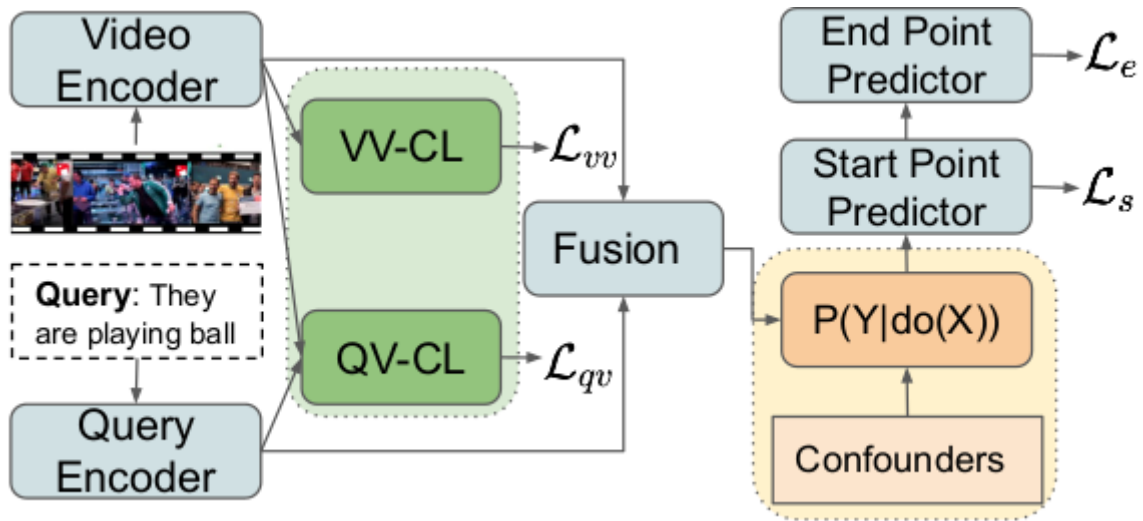 Video
Encoder
Query: They
are playing ball
Query
Encoder
VV-CL
ℒvv
QV-CL
ℒqv
Fusion
End Point
Predictor
ℒe
Start Point
Predictor
ℒs
P(Y|do(X))
Confounders